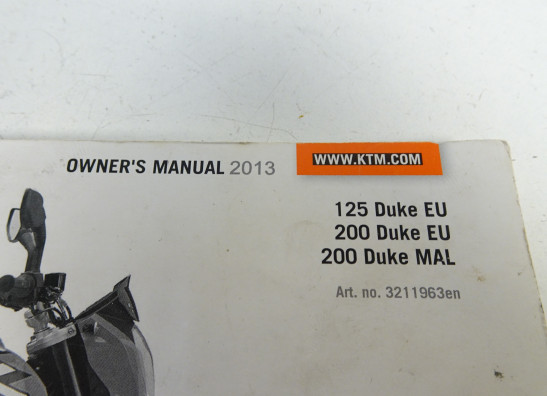 OWNER'S MANUAL 2013
WWW.KTM.COM
125 Duke EU
200 Duke EU
200 Duke MAL
Art. no. 3211963en